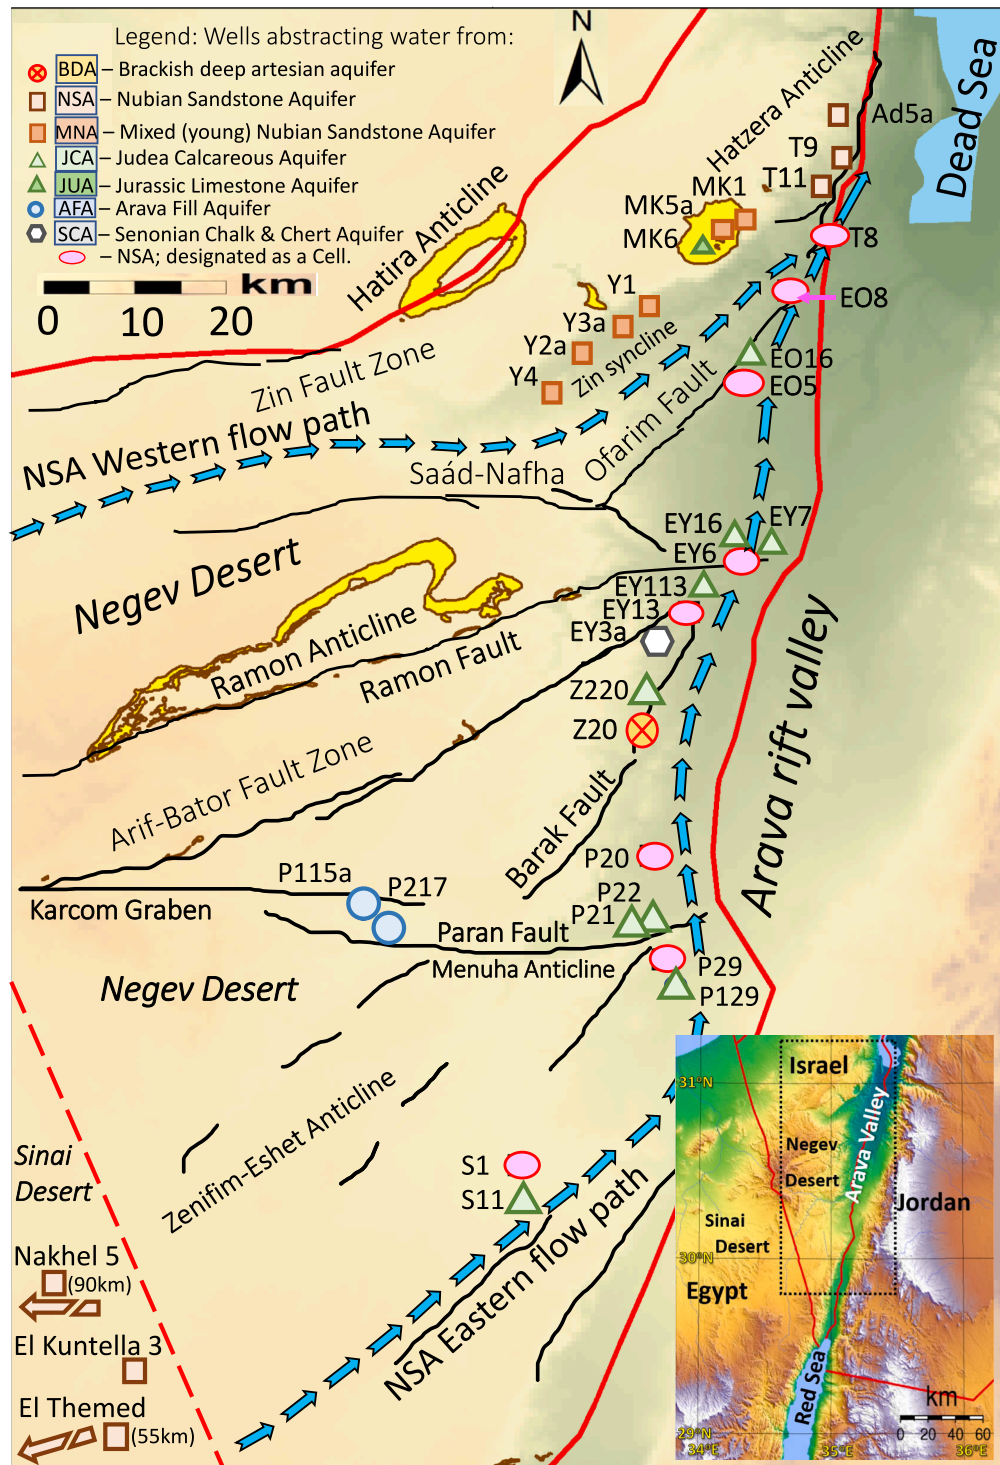 Legend: Wells abstracting water from:
BDA – Brackish deep artesian aquifer
NSA – Nubian Sandstone Aquifer
MNA – Mixed (young) Nubian Sandstone Aquifer
JCA – Judea Calcareous Aquifer
JUA – Jurassic Limestone Aquifer
AFA – Arava Fill Aquifer
SCA – Senonian Chalk & Chert Aquifer
– NSA; designated as a Cell.
km
0 10 20
N
Dead Sea
Hatzera Anticline
Ad5a
T9
T11
MK1
MK5a
MK6
T8
Hatira Anticline
EO8
Y1
Y3a
Y2a
Y4
Zin syncline
EO16
EO5
Zin Fault Zone
Ofarim Fault
NSA Western flow path
Saád-Nafha
EY16
EY7
EY6
Negev Desert
EY113
EY13
EY3a
Ramon Anticline
Ramon Fault
Z220
Z20
Arava rift valley
Arif-Bator Fault Zone
Barak Fault
P20
P115a
P217
P22
P21
Karcom Graben
Paran Fault
Menuha Anticline
P29
P129
Negev Desert
Zenifim-Eshet Anticline
Sinai
Desert
S1
S11
NSA Eastern flow path
Nakhel 5
(90km)
El Kuntella 3
El Themed
(55km)
Israel
31°N
Arava Valley
Negev
Desert
Jordan
Sinai
Desert
30°N
Egypt
Red Sea
km
0 20 40 60
29°N
34°E
35°E
36°E